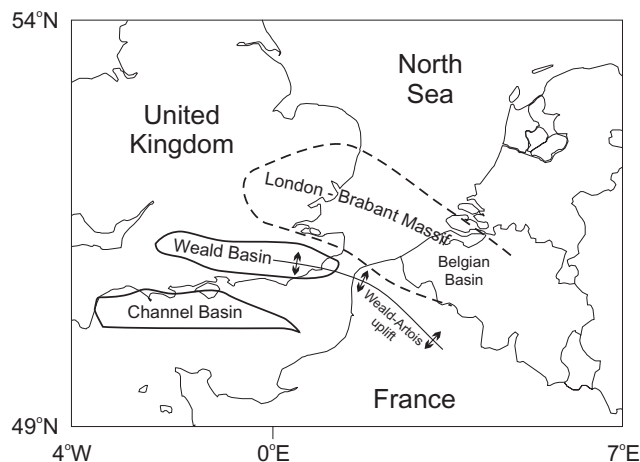 54°N
North
Sea
United
Kingdom
London - Brabant Massif
Weald Basin
Belgian
Basin
Channel Basin
Weald-Artois
uplift
France
49°N
4°W
0°E
7°E